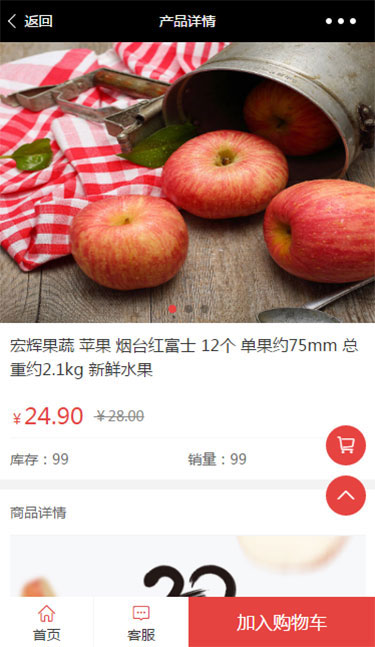 返回 产品详情
宏辉果蔬 苹果 烟台红富士 12个 单果约75mm 总
重约2.1kg 新鲜水果
¥24.90 ¥28.00
库存：99 销量：99
商品详情
首页 客服 加入购物车